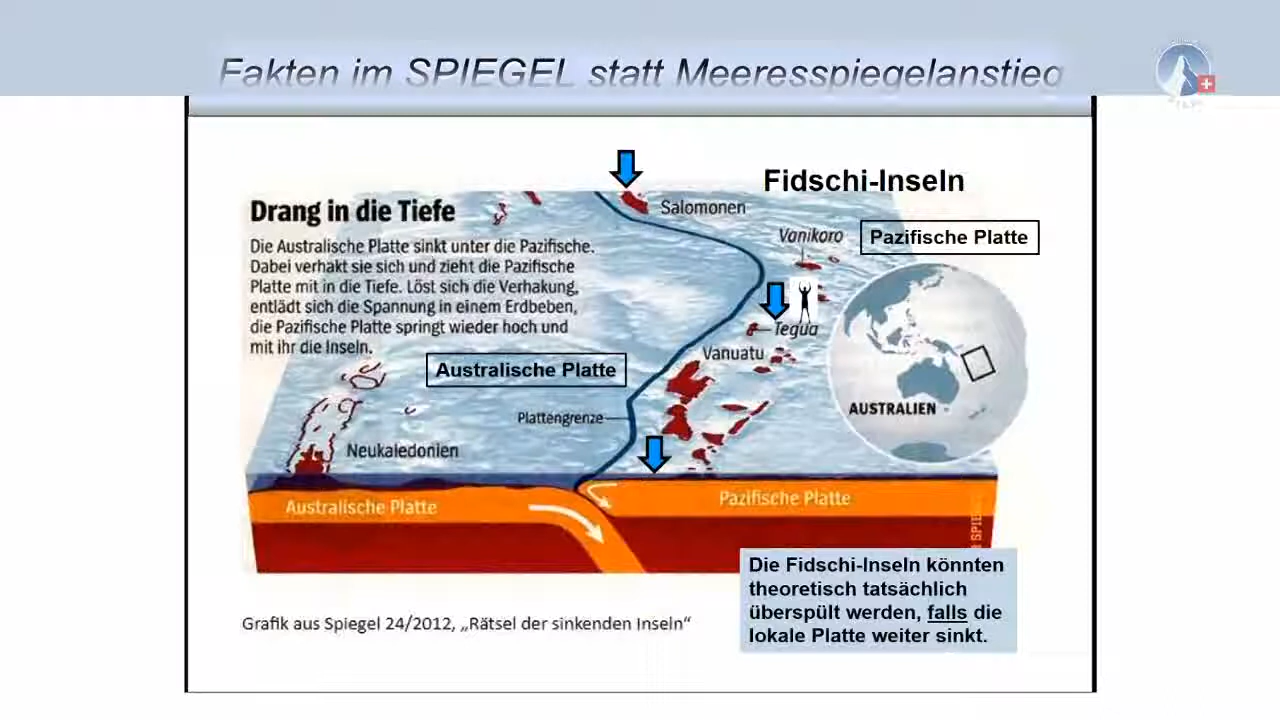 Fakten im SPIEGEL statt Meeresspiegelanstieg
Fidschi-Inseln
Drang in die Tiefe
Die Australische Platte sinkt unter die Pazifische.
Dabei verhakt sie sich und zieht die Pazifische
Platte mit in die Tiefe. Löst sich die Verhakung,
entlädt sich die Spannung in einem Erdbeben,
die Pazifische Platte springt wieder hoch und
mit ihr die Inseln.
Salomonen
Vanikoro
Pazifische Platte
Tegua
Vanuatu
Australische Platte
AUSTRALIEN
Plattengrenze
Neukaledonien
Australische Platte
Pazifische Platte
SPIEGEL
Die Fidschi-Inseln könnten
theoretisch tatsächlich
überspült werden, falls die
lokale Platte weiter sinkt.
Grafik aus Spiegel 24/2012, „Rätsel der sinkenden Inseln“